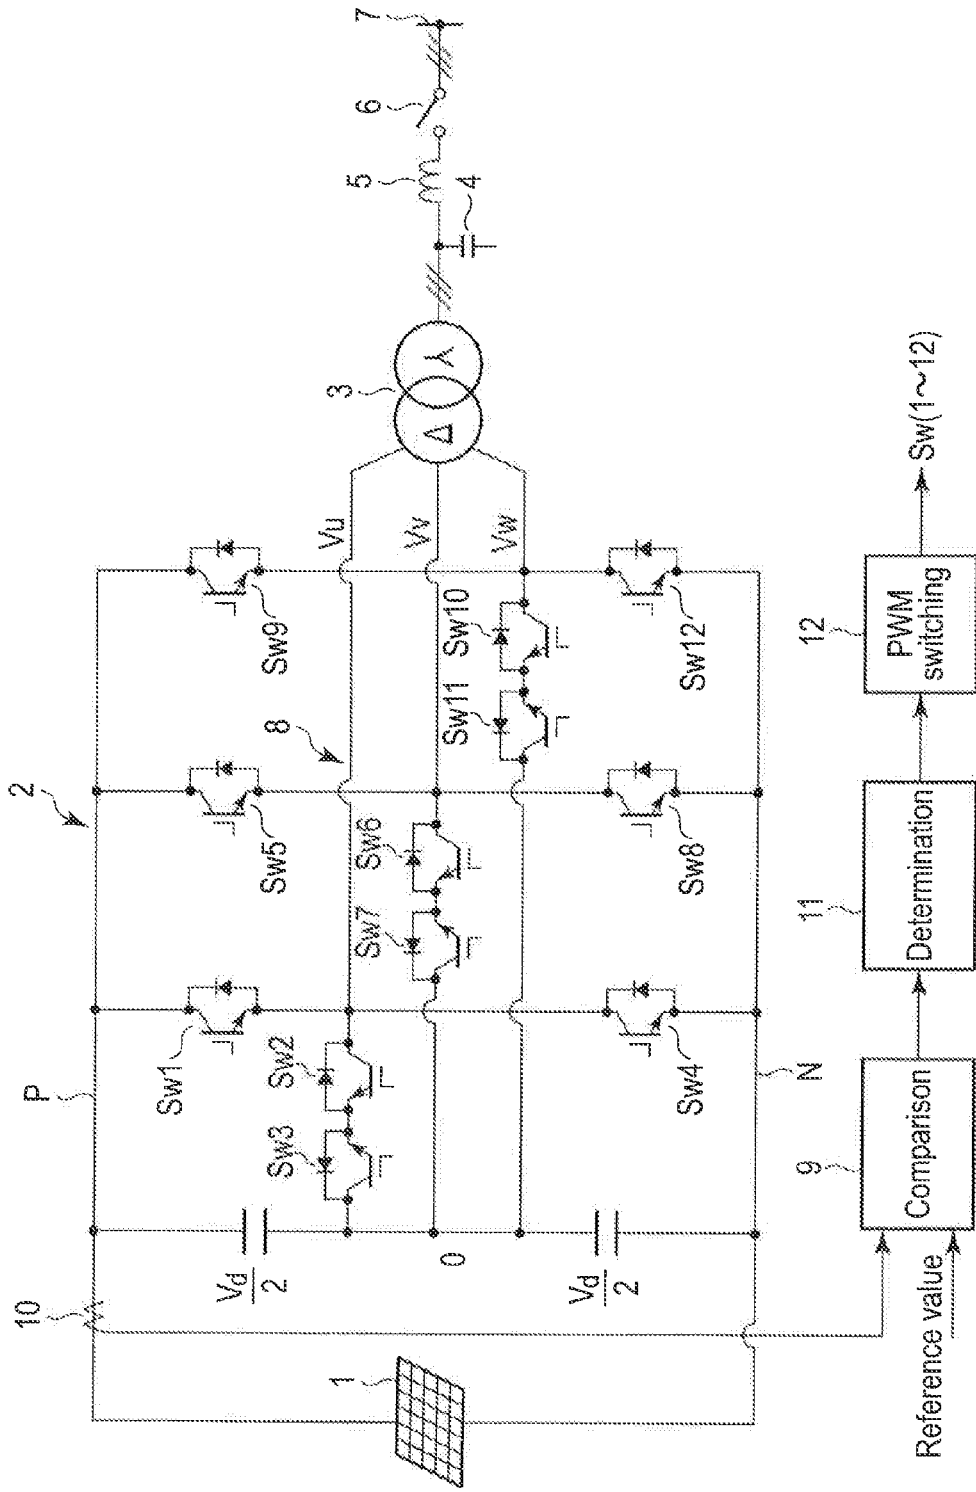 2
8
10
P
Sw1
Sw5
Sw9
Vd
2
Sw3
Sw2
Sw7
Sw6
Sw11
Sw10
Vu
Vv
Vw
1
0
3
Δ
Y
5
4
6
7
Vd
2
Sw4
Sw8
Sw12
N
9
11
12
Reference value
Comparison
Determination
PWM
switching
Sw(1~12)